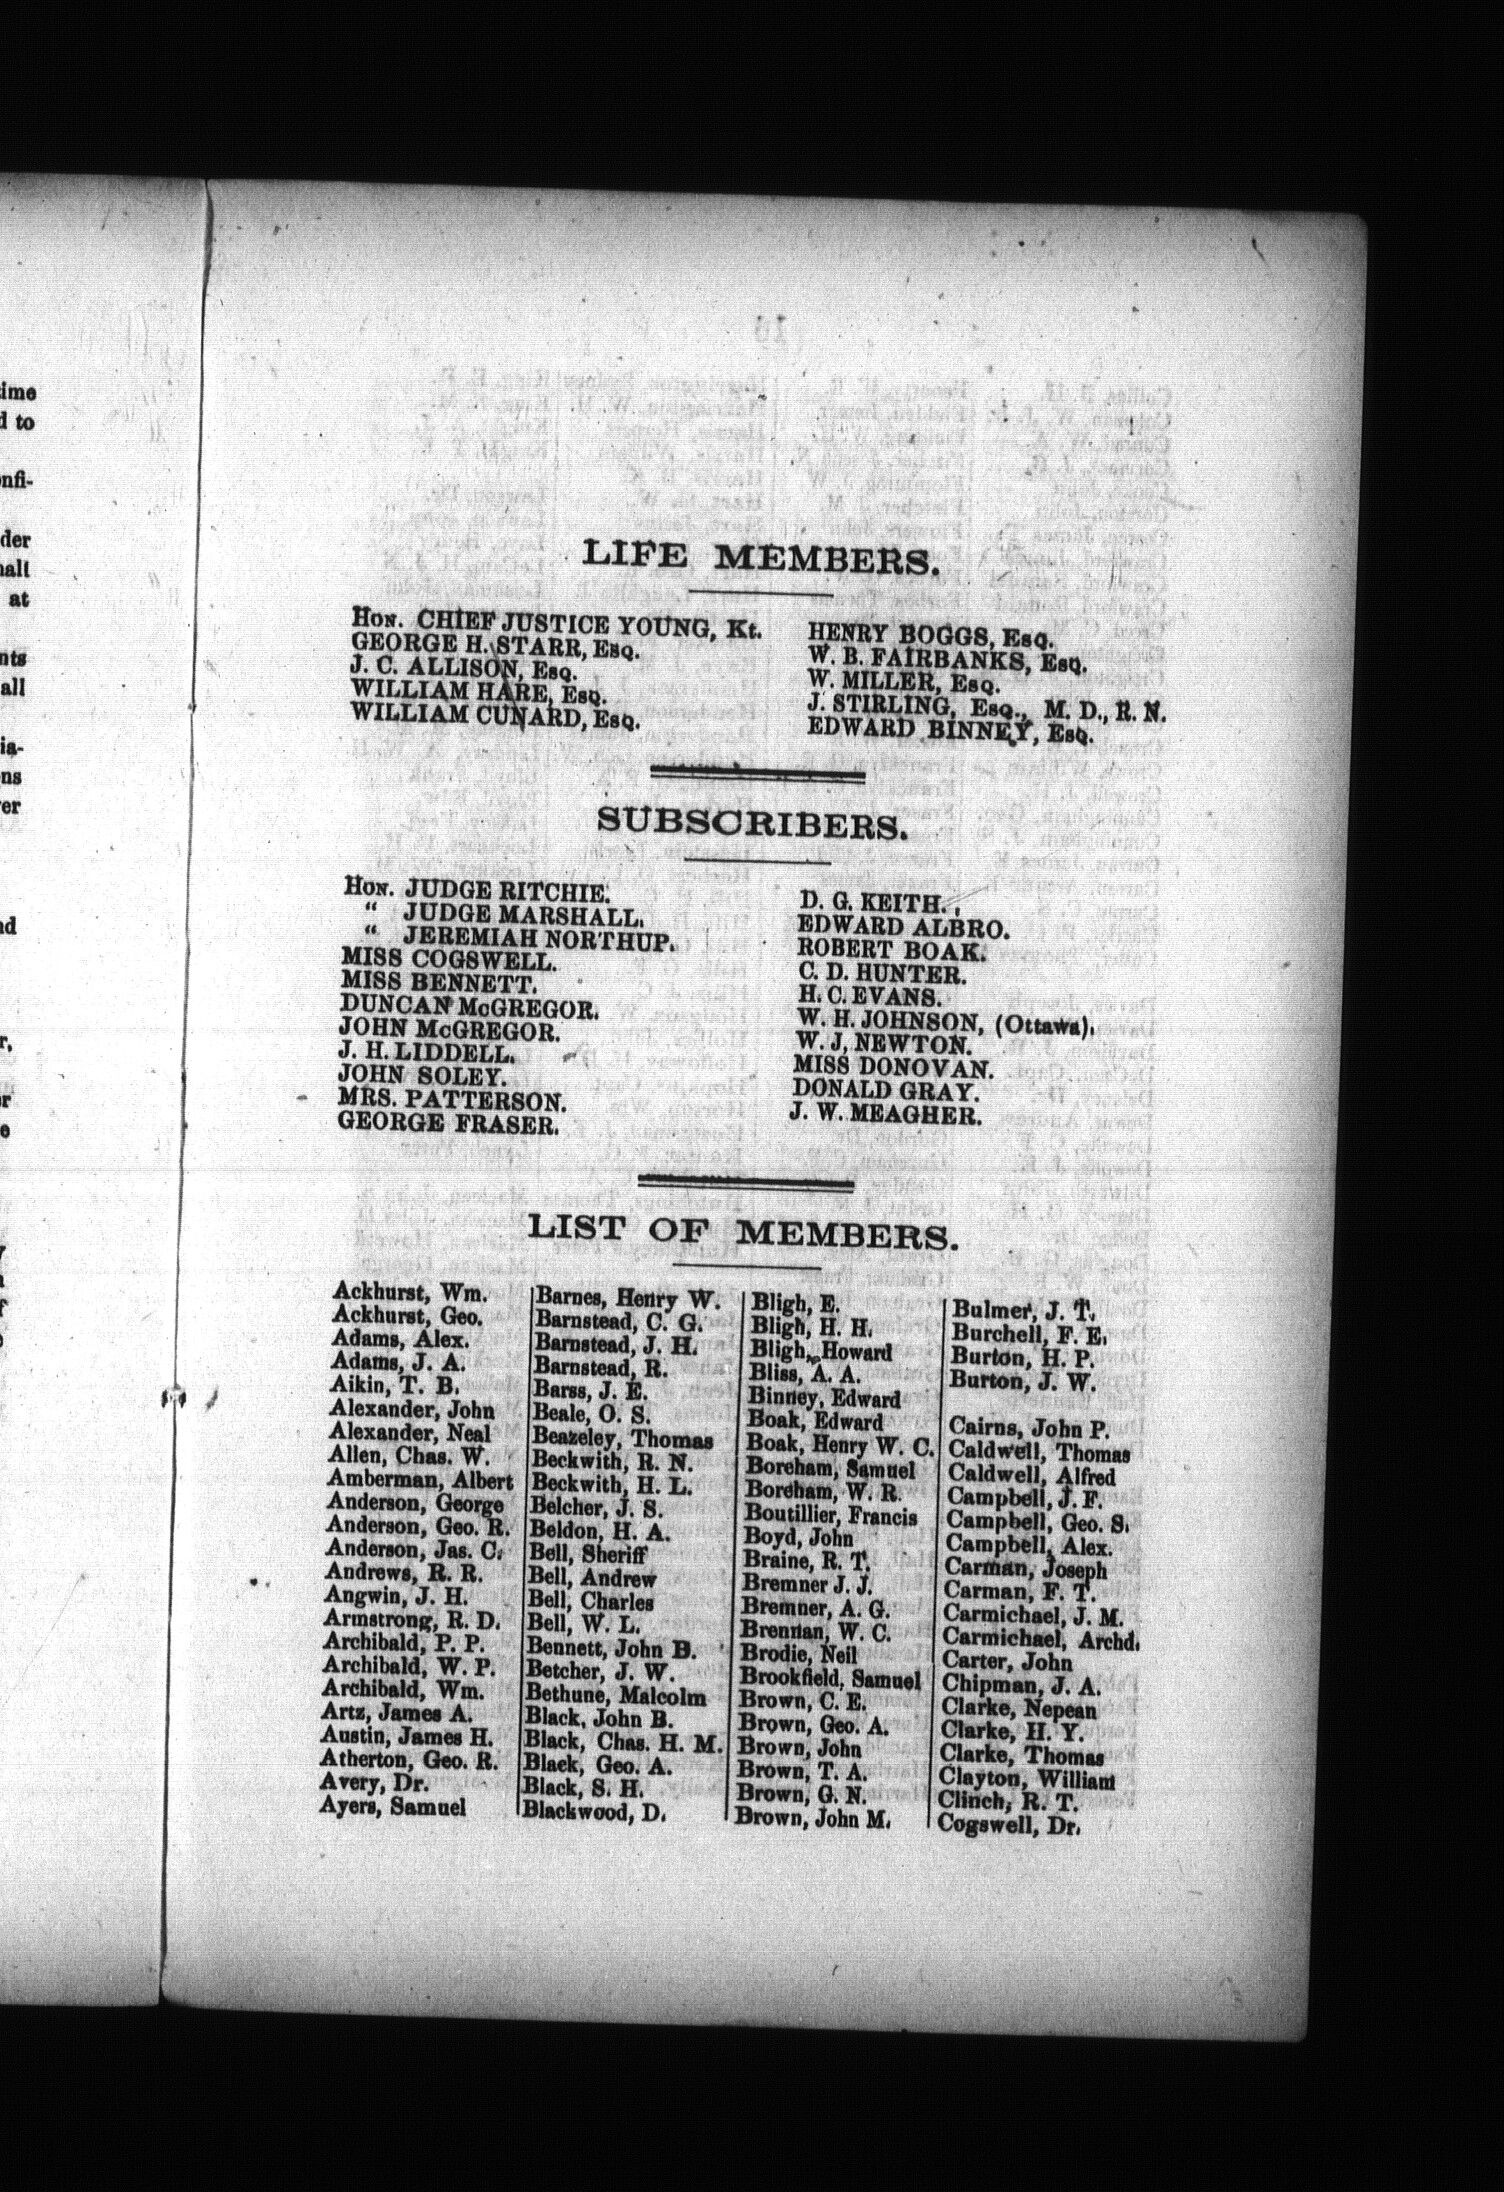 LIFE MEMBERS.
HON. CHIEF JUSTICE YOUNG, Kt.
GEORGE H. STARR, ESQ.
J. C. ALLISON, ESQ.
WILLIAM HARE, ESQ.
WILLIAM CUNARD, ESQ.
HENRY BOGGS, ESQ.
W. B. FAIRBANKS, ESQ.
W. MILLER, ESQ.
J. STIRLING, ESQ., M. D., R. N.
EDWARD BINNEY, ESQ.
SUBSCRIBERS.
HON. JUDGE RITCHIE.
“ JUDGE MARSHALL.
“ JEREMIAH NORTHUP.
MISS COGSWELL.
MISS BENNETT.
DUNCAN McGREGOR.
JOHN McGREGOR.
J. H. LIDDELL.
JOHN SOLEY.
MRS. PATTERSON.
GEORGE FRASER.
D. G. KEITH.
EDWARD ALBRO.
ROBERT BOAK.
C. D. HUNTER.
H. C. EVANS.
W. H. JOHNSON, (Ottawa).
W. J. NEWTON.
MISS DONOVAN.
DONALD GRAY.
J. W. MEAGHER.
LIST OF MEMBERS.
Ackhurst, Wm.
Ackhurst, Geo.
Adams, Alex.
Adams, J. A.
Aikin, T. B.
Alexander, John
Alexander, Neal
Allen, Chas. W.
Amberman, Albert
Anderson, George
Anderson, Geo. R.
Anderson, Jas. C.
Andrews, R. R.
Angwin, J. H.
Armstrong, R. D.
Archibald, P. P.
Archibald, W. P.
Archibald, Wm.
Artz, James A.
Austin, James H.
Atherton, Geo. R.
Avery, Dr.
Ayers, Samuel
Barnes, Henry W.
Barnstead, C. G.
Barnstead, J. H.
Barnstead, R.
Barss, J. E.
Beale, O. S.
Beazeley, Thomas
Beckwith, R. N.
Beckwith, H. L.
Belcher, J. S.
Beldon, H. A.
Bell, Sheriff
Bell, Andrew
Bell, Charles
Bell, W. L.
Bennett, John B.
Betcher, J. W.
Bethune, Malcolm
Black, John B.
Black, Chas. H. M.
Black, Geo. A.
Black, S. H.
Blackwood, D.
Bligh, E.
Bligh, H. H.
Bligh, Howard
Bliss, A. A.
Binney, Edward
Boak, Edward
Boak, Henry W. C.
Boreham, Samuel
Boreham, W. R.
Boutillier, Francis
Boyd, John
Braine, R. T.
Bremner J. J.
Bremner, A. G.
Brennan, W. C.
Brodie, Neil
Brookfield, Samuel
Brown, C. E.
Brown, Geo. A.
Brown, John
Brown, T. A.
Brown, G. N.
Brown, John M.
Bulmer, J. T.
Burchell, F. E.
Burton, H. P.
Burton, J. W.
Cairns, John P.
Caldwell, Thomas
Caldwell, Alfred
Campbell, J. F.
Campbell, Geo. S.
Campbell, Alex.
Carman, Joseph
Carman, F. T.
Carmichael, J. M.
Carmichael, Archd.
Carter, John
Chipman, J. A.
Clarke, Nepean
Clarke, H. Y.
Clarke, Thomas
Clayton, William
Clinch, R. T.
Cogswell, Dr.